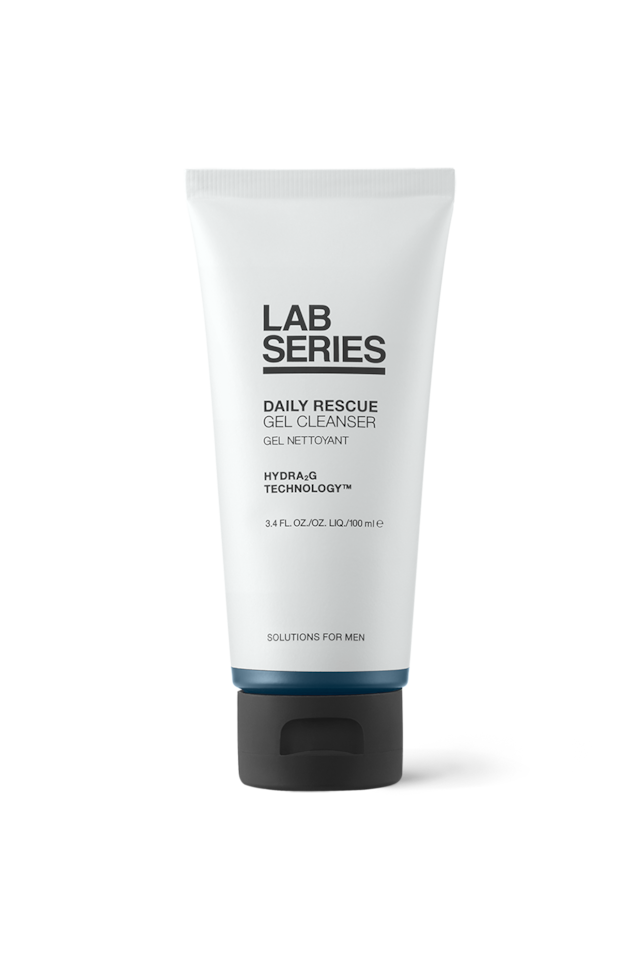 LAB
SERIES
DAILY RESCUE
GEL CLEANSER
GEL NETTOYANT
HYDRA₂G
TECHNOLOGY™
3.4 FL. OZ./OZ. LIQ./100 ml ℮
SOLUTIONS FOR MEN